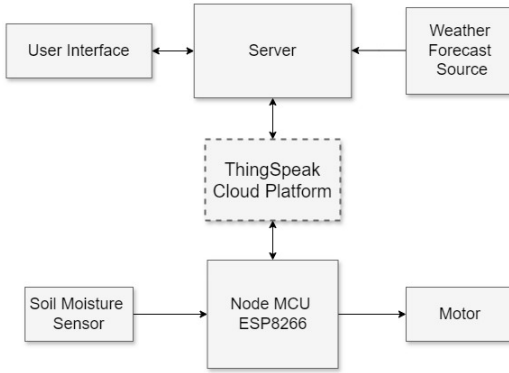 User Interface
Server
Weather
Forecast
Source
ThingSpeak
Cloud Platform
Soil Moisture
Sensor
Node MCU
ESP8266
Motor